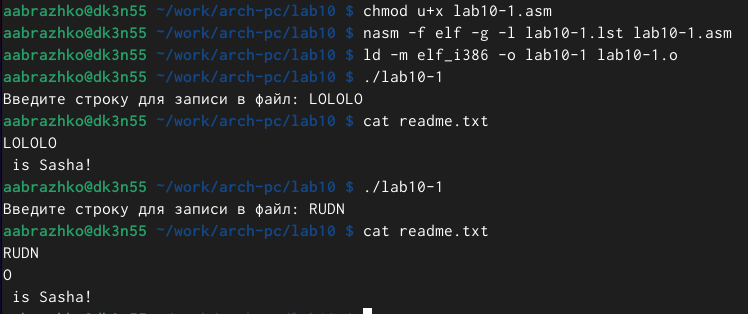 aabrazhko@dk3n55 ~/work/arch-pc/lab10 $ chmod u+x lab10-1.asm
aabrazhko@dk3n55 ~/work/arch-pc/lab10 $ nasm -f elf -g -l lab10-1.lst lab10-1.asm
aabrazhko@dk3n55 ~/work/arch-pc/lab10 $ ld -m elf_i386 -o lab10-1 lab10-1.o
aabrazhko@dk3n55 ~/work/arch-pc/lab10 $ ./lab10-1
Введите строку для записи в файл: LOLOLO
aabrazhko@dk3n55 ~/work/arch-pc/lab10 $ cat readme.txt
LOLOLO
 is Sasha!
aabrazhko@dk3n55 ~/work/arch-pc/lab10 $ ./lab10-1
Введите строку для записи в файл: RUDN
aabrazhko@dk3n55 ~/work/arch-pc/lab10 $ cat readme.txt
RUDN
O
 is Sasha!